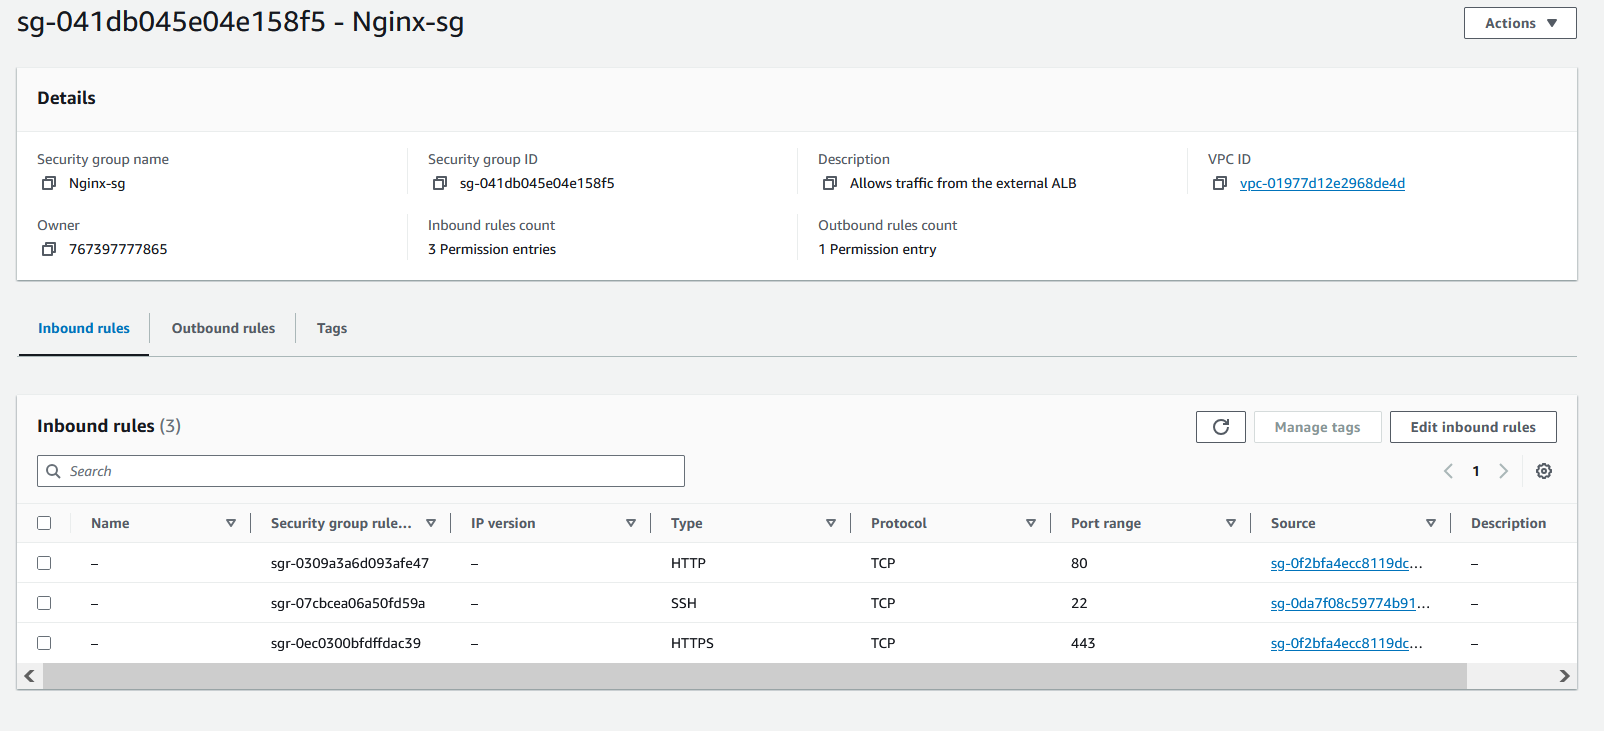 sg-041db045e04e158f5 - Nginx-sg
Actions
Details
Security group name
Nginx-sg
Security group ID
sg-041db045e04e158f5
Description
Allows traffic from the external ALB
VPC ID
vpc-01977d12e2968de4d
Owner
767397777865
Inbound rules count
3 Permission entries
Outbound rules count
1 Permission entry
Inbound rules
Outbound rules
Tags
Inbound rules (3)
Manage tags
Edit inbound rules
Search
1
Name Security group rule... IP version Type Protocol Port range Source Description
– sgr-0309a3a6d093afe47 – HTTP TCP 80 sg-0f2bfa4ecc8119dc... –
– sgr-07cbcea06a50fd59a – SSH TCP 22 sg-0da7f08c59774b91... –
– sgr-0ec0300bfdffdac39 – HTTPS TCP 443 sg-0f2bfa4ecc8119dc... –